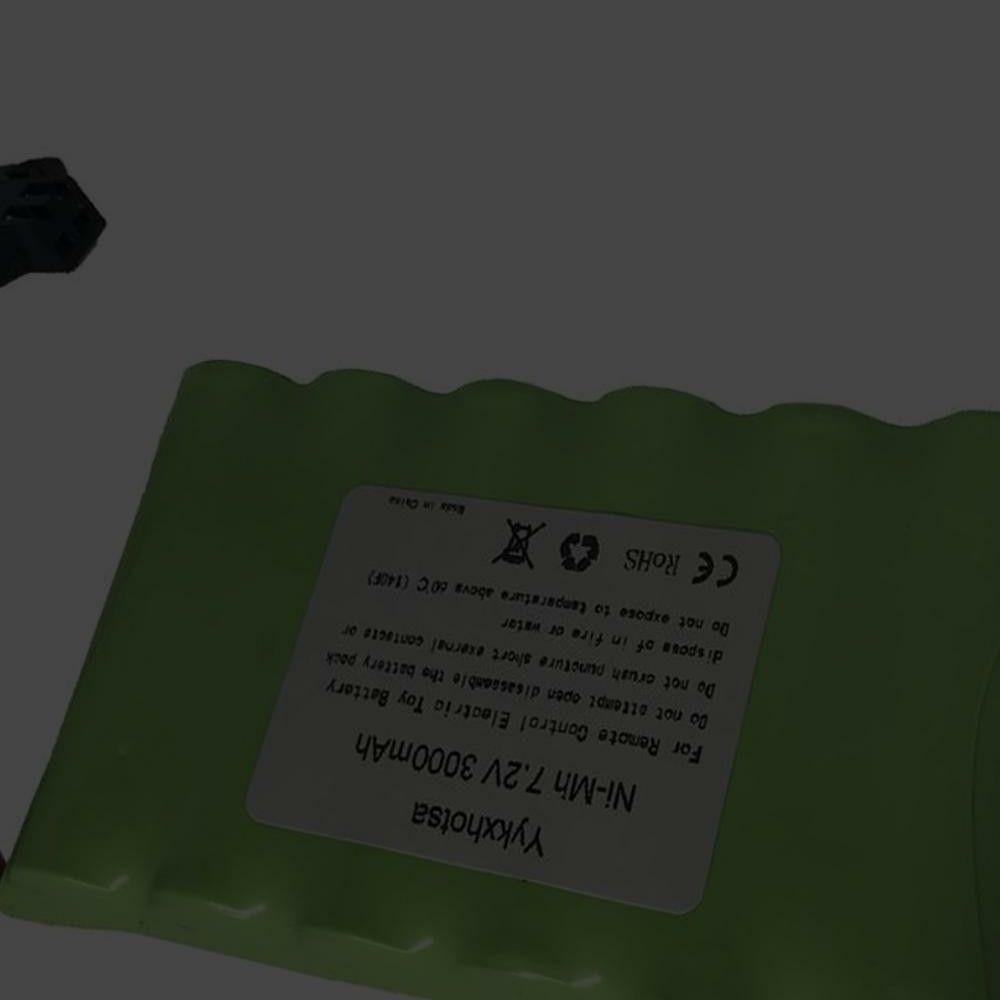 Yykxhotsa
Ni-Mh 7.2V 3000mAh
For Remote Control Electric Toy Battery
Do not attempt open disassemble the battery pack
Do not crush puncture short exernal contacts or
dispose of in fire or water
Do not expose to temperature above 60℃ (140F)
CE RoHS
Made in China